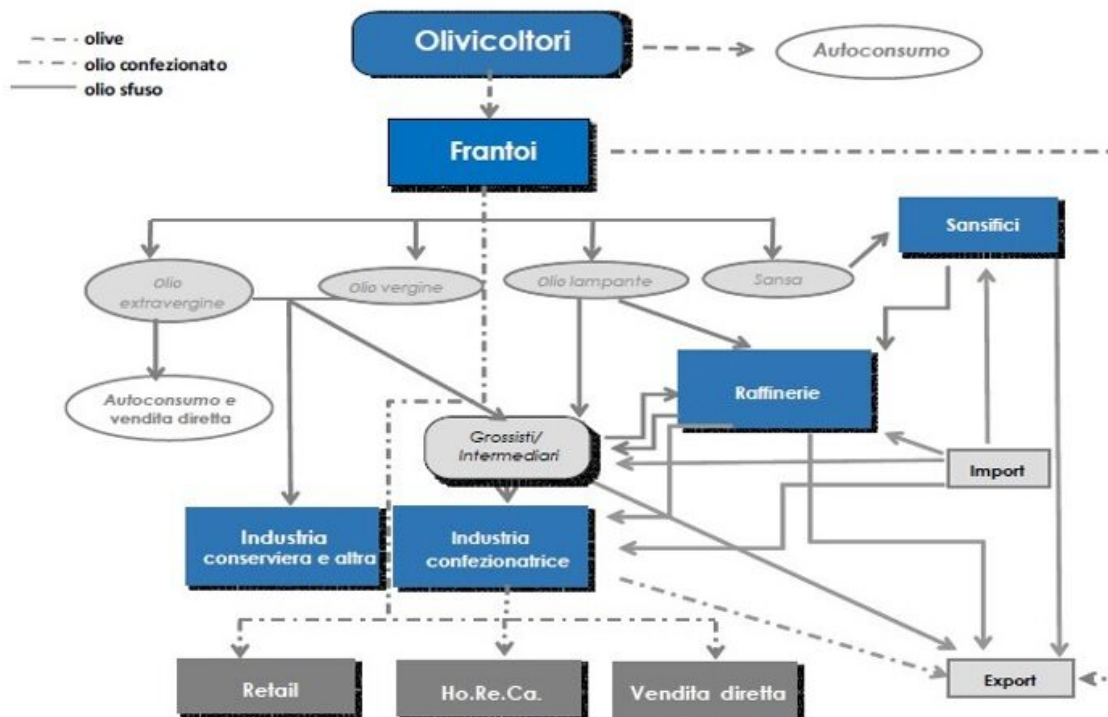 olive
olio confezionato
olio sfuso
Olivicoltori
Autoconsumo
Frantoi
Sansifici
Olio
extravergine
Olio vergine
Olio lampante
Sansa
Autoconsumo e
vendita diretta
Raffinerie
Grossisti/
Intermediari
Import
Industria
conserviera e altra
Industria
confezionatrice
Retail
Ho.Re.Ca.
Vendita diretta
Export